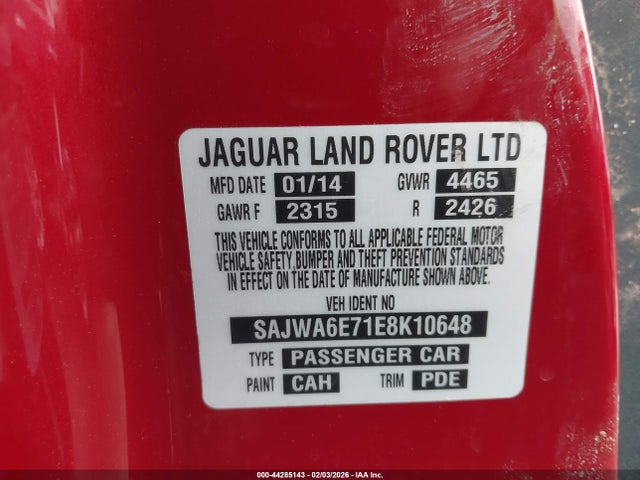 JAGUAR LAND ROVER LTD
MFD DATE 01/14 GVWR 4465
GAWR F 2315 R 2426
THIS VEHICLE CONFORMS TO ALL APPLICABLE FEDERAL MOTOR
VEHICLE SAFETY BUMPER AND THEFT PREVENTION STANDARDS
IN EFFECT ON THE DATE OF MANUFACTURE SHOWN ABOVE.
VEH IDENT NO
SAJWA6E71E8K10648
TYPE PASSENGER CAR
PAINT CAH TRIM PDE
000-44285143 - 02/03/2026 - IAA Inc.